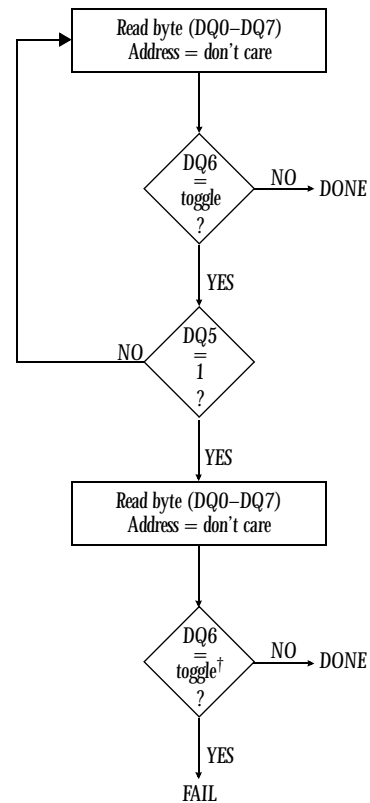 Read byte (DQ0–DQ7)
Address = don't care
DQ6
=
toggle
?
NO
DONE
YES
DQ5
=
1
?
NO
YES
Read byte (DQ0–DQ7)
Address = don't care
DQ6
=
toggle†
?
NO
DONE
YES
FAIL